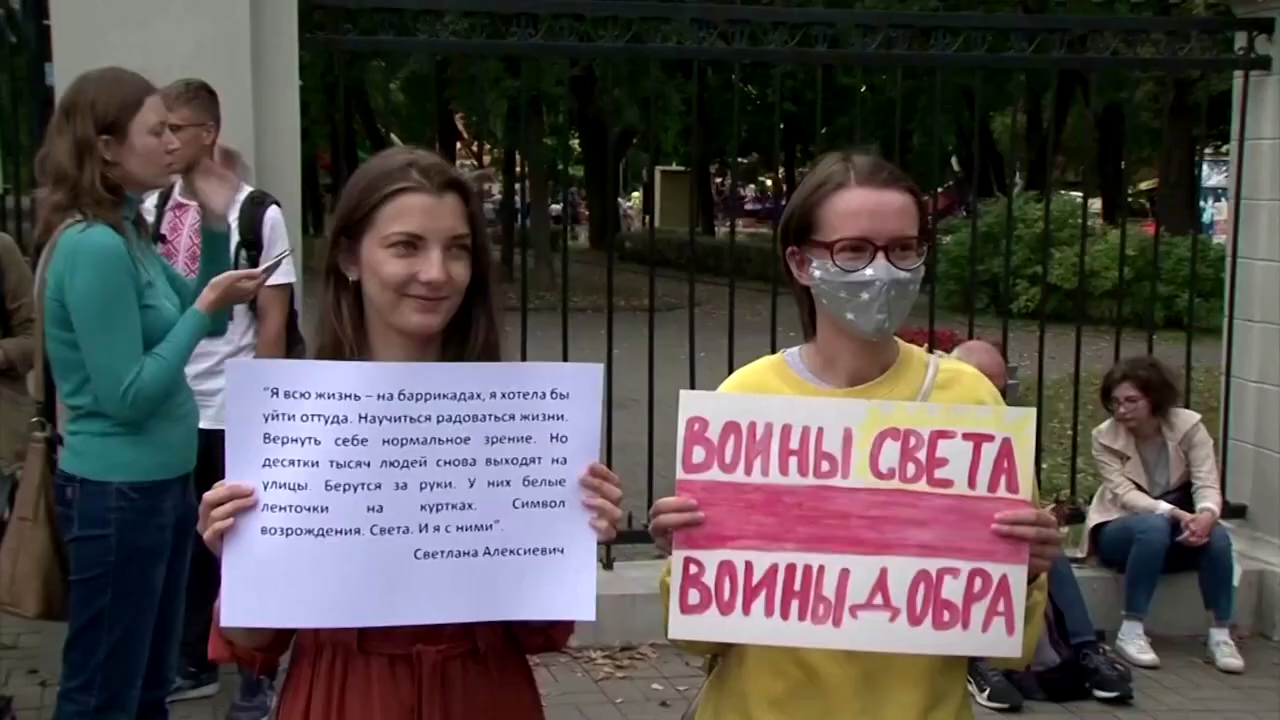 "Я всю жизнь – на баррикадах, я хотела бы
уйти оттуда. Научиться радоваться жизни.
Вернуть себе нормальное зрение. Но
десятки тысяч людей снова выходят на
улицы. Берутся за руки. У них белые
ленточки на куртках. Символ
возрождения. Света. И я с ними".
Светлана Алексиевич
ВОИНЫ СВЕТА
ВОИНЫ ДОБРА